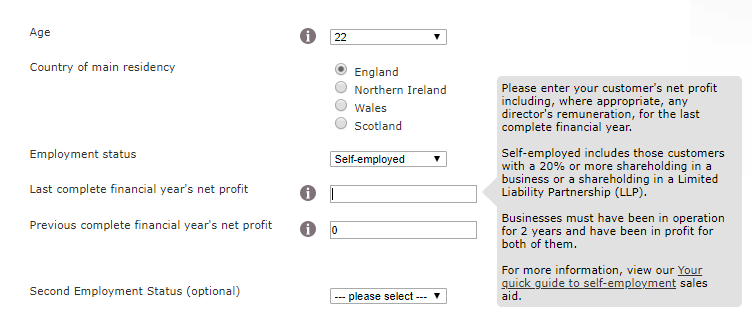 Age
22
Country of main residency
England
Northern Ireland
Wales
Scotland
Employment status
Self-employed
Last complete financial year's net profit
Previous complete financial year's net profit
0
Second Employment Status (optional)
--- please select ---
Please enter your customer's net profit
including, where appropriate, any
director's remuneration, for the last
complete financial year.
Self-employed includes those customers
with a 20% or more shareholding in a
business or a shareholding in a Limited
Liability Partnership (LLP).
Businesses must have been in operation
for 2 years and have been in profit for
both of them.
For more information, view our Your
quick guide to self-employment sales
aid.